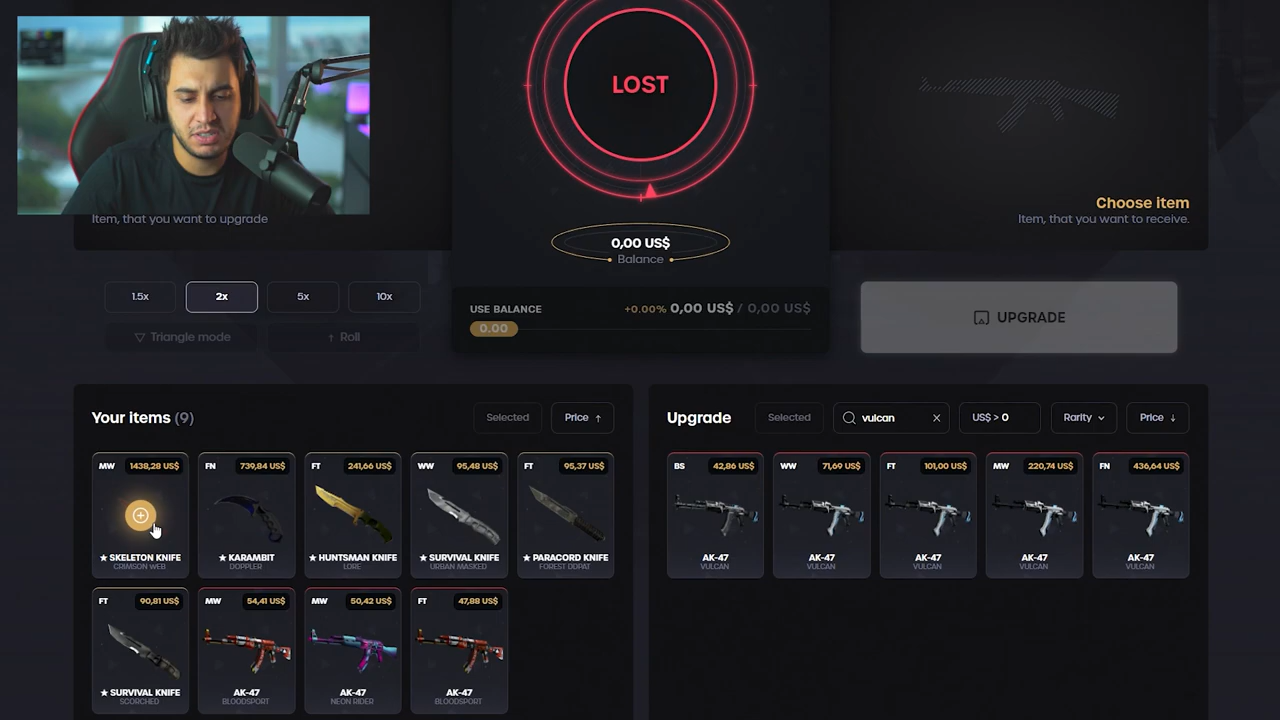 LOST
Choose item
Item, that you want to upgrade
Item, that you want to receive.
0,00 US$
Balance
1.5x 2x 5x 10x
USE BALANCE +0.00% 0,00 US$ / 0,00 US$
0.00
UPGRADE
Triangle mode Roll
Your items (9) Selected Price ↑
Upgrade Selected vulcan US$ > 0 Rarity Price ↓
MW 1438,28 US$ FN 739,84 US$ FT 241,66 US$ WW 95,48 US$ FT 95,37 US$
★ SKELETON KNIFE ★ KARAMBIT ★ HUNTSMAN KNIFE ★ SURVIVAL KNIFE ★ PARACORD KNIFE
CRIMSON WEB DOPPLER LORE URBAN MASKED FOREST DDPAT
BS 42,86 US$ WW 71,69 US$ FT 101,00 US$ MW 220,74 US$ FN 436,64 US$
AK-47 AK-47 AK-47 AK-47 AK-47
VULCAN VULCAN VULCAN VULCAN VULCAN
FT 90,81 US$ MW 54,41 US$ MW 50,42 US$ FT 47,88 US$
★ SURVIVAL KNIFE AK-47 AK-47 AK-47
SCORCHED BLOODSPORT NEON RIDER BLOODSPORT